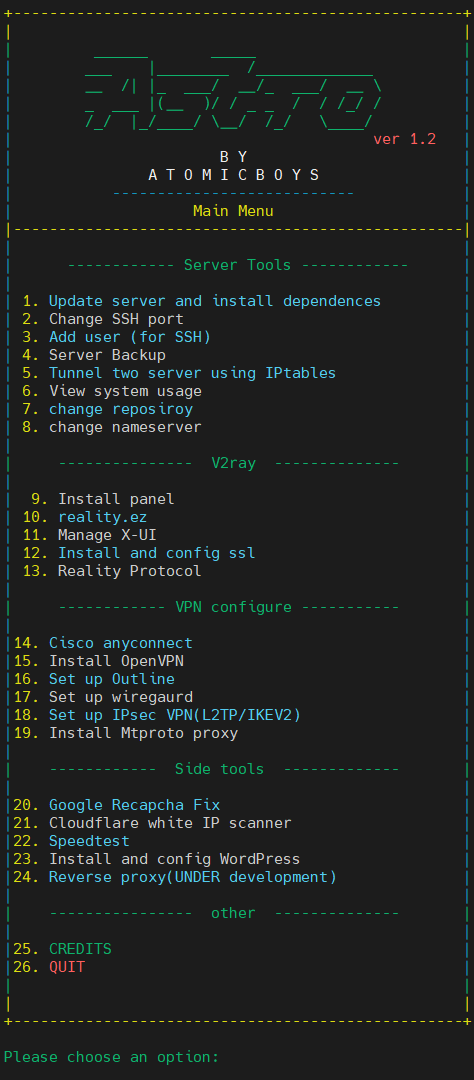 Asuto
ver 1.2
B Y
A T O M I C B O Y S
Main Menu
------------ Server Tools ------------
1. Update server and install dependences
2. Change SSH port
3. Add user (for SSH)
4. Server Backup
5. Tunnel two server using IPtables
6. View system usage
7. change reposiroy
8. change nameserver
--------------- V2ray --------------
9. Install panel
10. reality.ez
11. Manage X-UI
12. Install and config ssl
13. Reality Protocol
------------ VPN configure -----------
14. Cisco anyconnect
15. Install OpenVPN
16. Set up Outline
17. Set up wiregaurd
18. Set up IPsec VPN(L2TP/IKEV2)
19. Install Mtproto proxy
------------ Side tools -------------
20. Google Recapcha Fix
21. Cloudflare white IP scanner
22. Speedtest
23. Install and config WordPress
24. Reverse proxy(UNDER development)
---------------- other --------------
25. CREDITS
26. QUIT
Please choose an option: